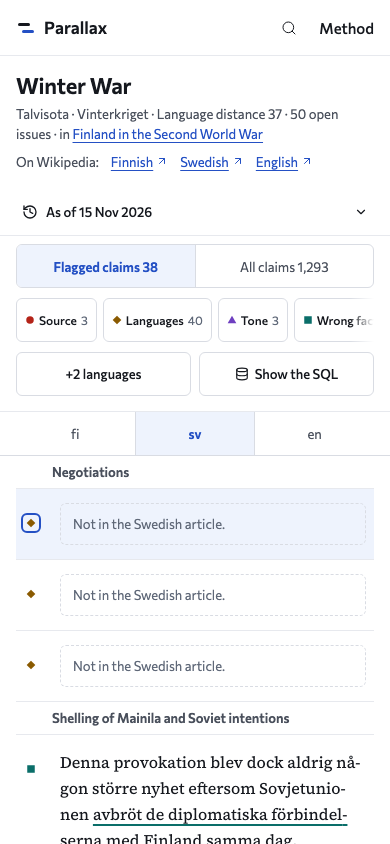 Parallax
Method
Winter War
Talvisota · Vinterkriget · Language distance 37 · 50 open
issues · in Finland in the Second World War
On Wikipedia: Finnish ↗ Swedish ↗ English ↗
As of 15 Nov 2026
Flagged claims 38
All claims 1,293
Source 3
Languages 40
Tone 3
Wrong fac
+2 languages
Show the SQL
fi
sv
en
Negotiations
Not in the Swedish article.
Not in the Swedish article.
Not in the Swedish article.
Shelling of Mainila and Soviet intentions
Denna provokation blev dock aldrig nå-
gon större nyhet eftersom Sovjetunio-
nen avbröt de diplomatiska förbindel-
serna med Finland samma dag